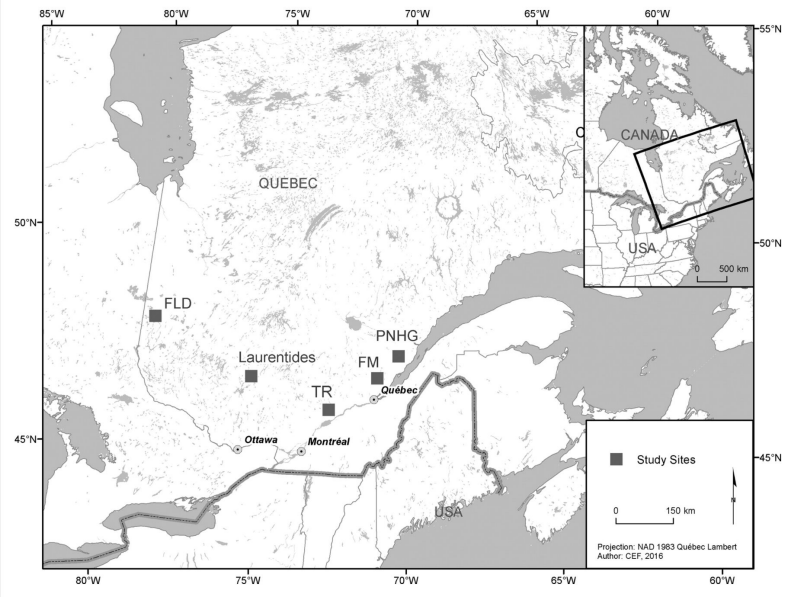 85°W 80°W 75°W 70°W 65°W 60°W
55°N
C
CANADA
QUÉBEC
50°N
50°N
USA
0 500 km
FLD
PNHG
Laurentides
FM
TR
Québec
Ottawa
Montréal
45°N
45°N
Study Sites
USA
0 150 km
N
Projection: NAD 1983 Québec Lambert
Author: CEF, 2016
80°W 75°W 70°W 65°W 60°W